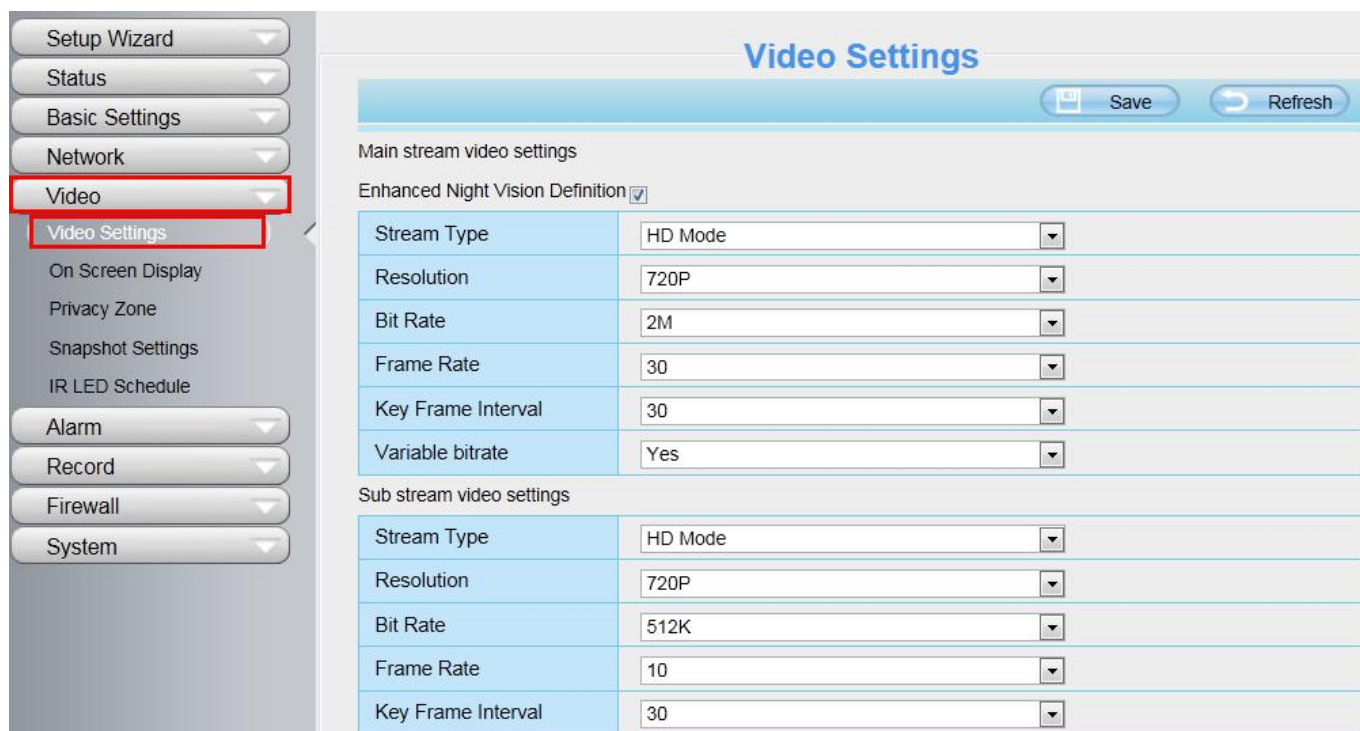 Setup Wizard
Status
Basic Settings
Network
Video
Video Settings
On Screen Display
Privacy Zone
Snapshot Settings
IR LED Schedule
Alarm
Record
Firewall
System
Video Settings
Save Refresh
Main stream video settings
Enhanced Night Vision Definition
Stream Type HD Mode
Resolution 720P
Bit Rate 2M
Frame Rate 30
Key Frame Interval 30
Variable bitrate Yes
Sub stream video settings
Stream Type HD Mode
Resolution 720P
Bit Rate 512K
Frame Rate 10
Key Frame Interval 30